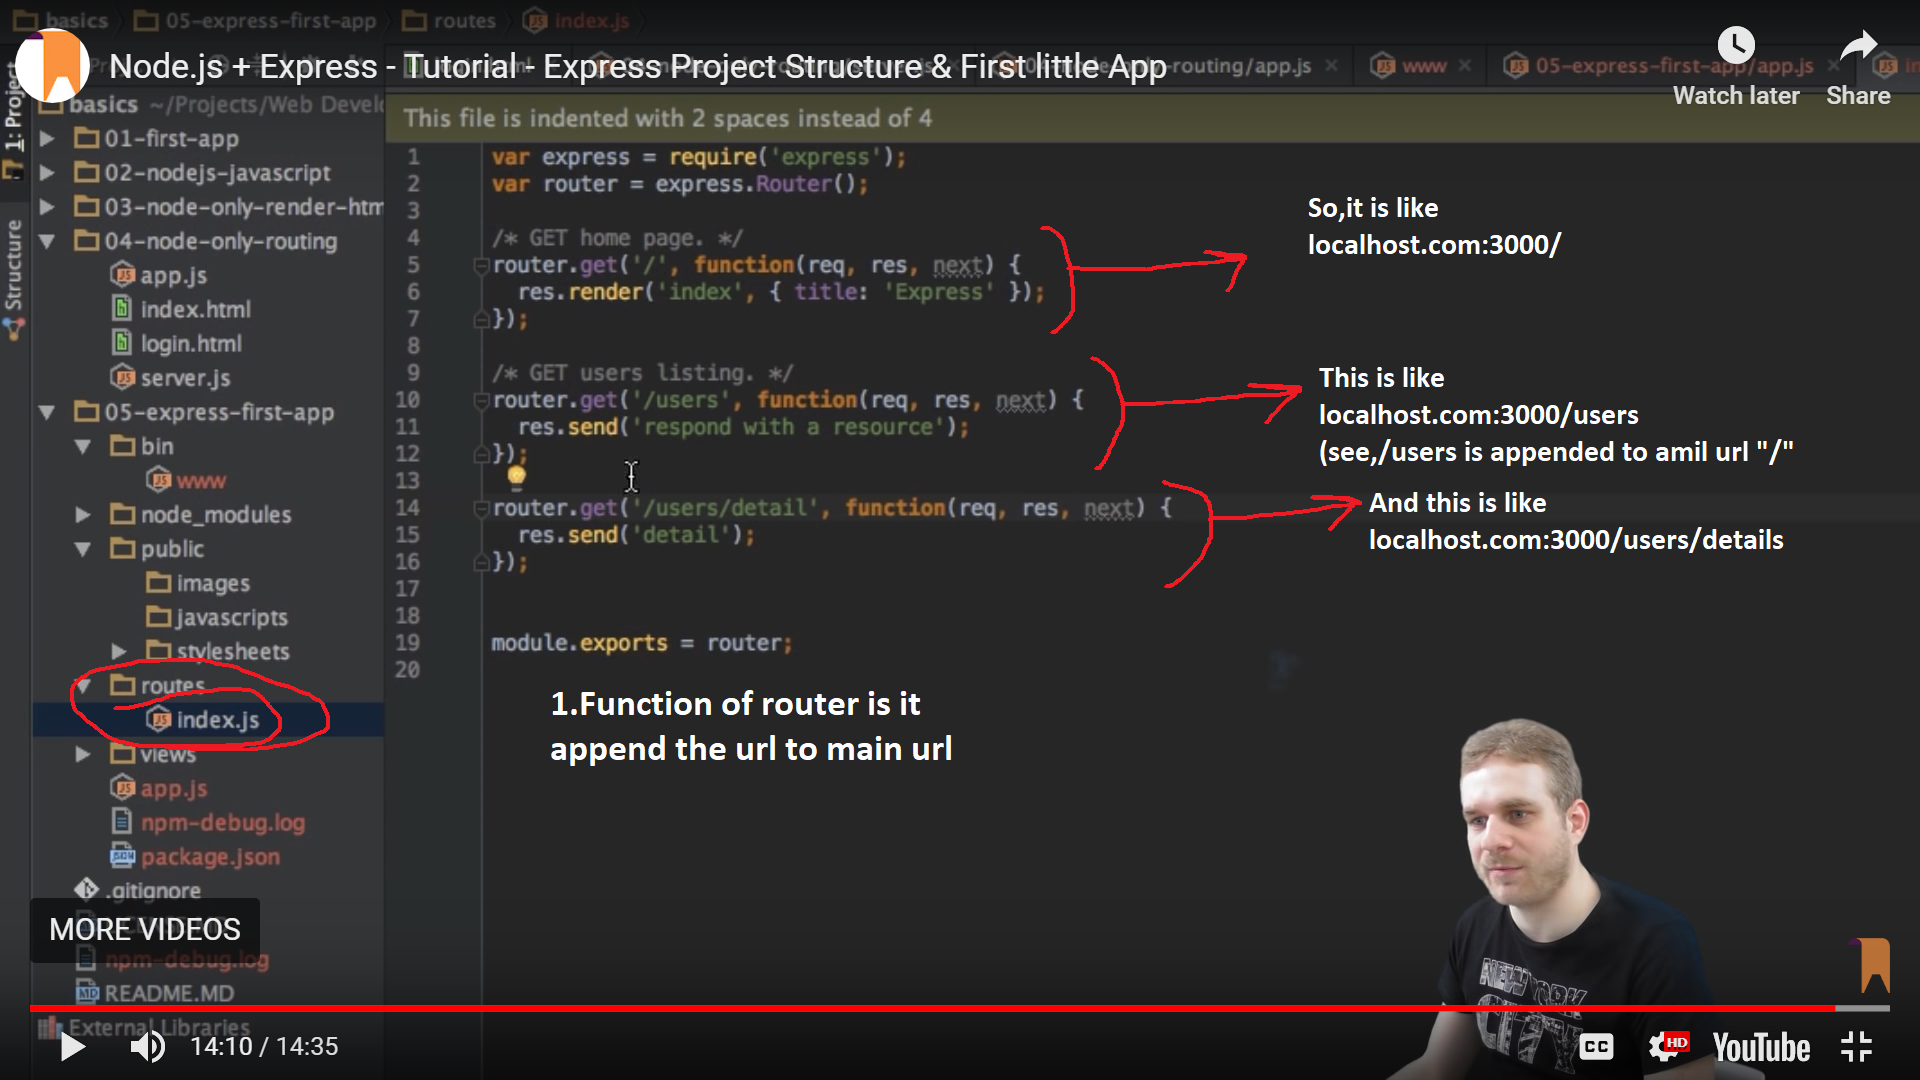 basics 05-express-first-app routes index.js
Node.js + Express - Tutorial - Express Project Structure & First little App
-routing/app.js www 05-express-first-app/app.js
Watch later Share
1: Project
Structure
basics ~/Projects/Web Devel
01-first-app
02-nodejs-javascript
03-node-only-render-htm
04-node-only-routing
app.js
index.html
login.html
server.js
05-express-first-app
bin
www
node_modules
public
images
javascripts
stylesheets
routes
index.js
views
app.js
npm-debug.log
package.json
.gitignore
MORE VIDEOS
npm-debug.log
README.MD
External Libraries
This file is indented with 2 spaces instead of 4
1 var express = require('express');
2 var router = express.Router();
3
4 /* GET home page. */
5 router.get('/', function(req, res, next) {
6 res.render('index', { title: 'Express' });
7 });
8
9 /* GET users listing. */
10 router.get('/users', function(req, res, next) {
11 res.send('respond with a resource');
12 });
13
14 router.get('/users/detail', function(req, res, next) {
15 res.send('detail');
16 });
17
18
19 module.exports = router;
20
So,it is like
localhost.com:3000/
This is like
localhost.com:3000/users
(see,/users is appended to amil url "/"
And this is like
localhost.com:3000/users/details
1.Function of router is it
append the url to main url
NEW YORK
CITY
14:10 / 14:35
CC HD YouTube